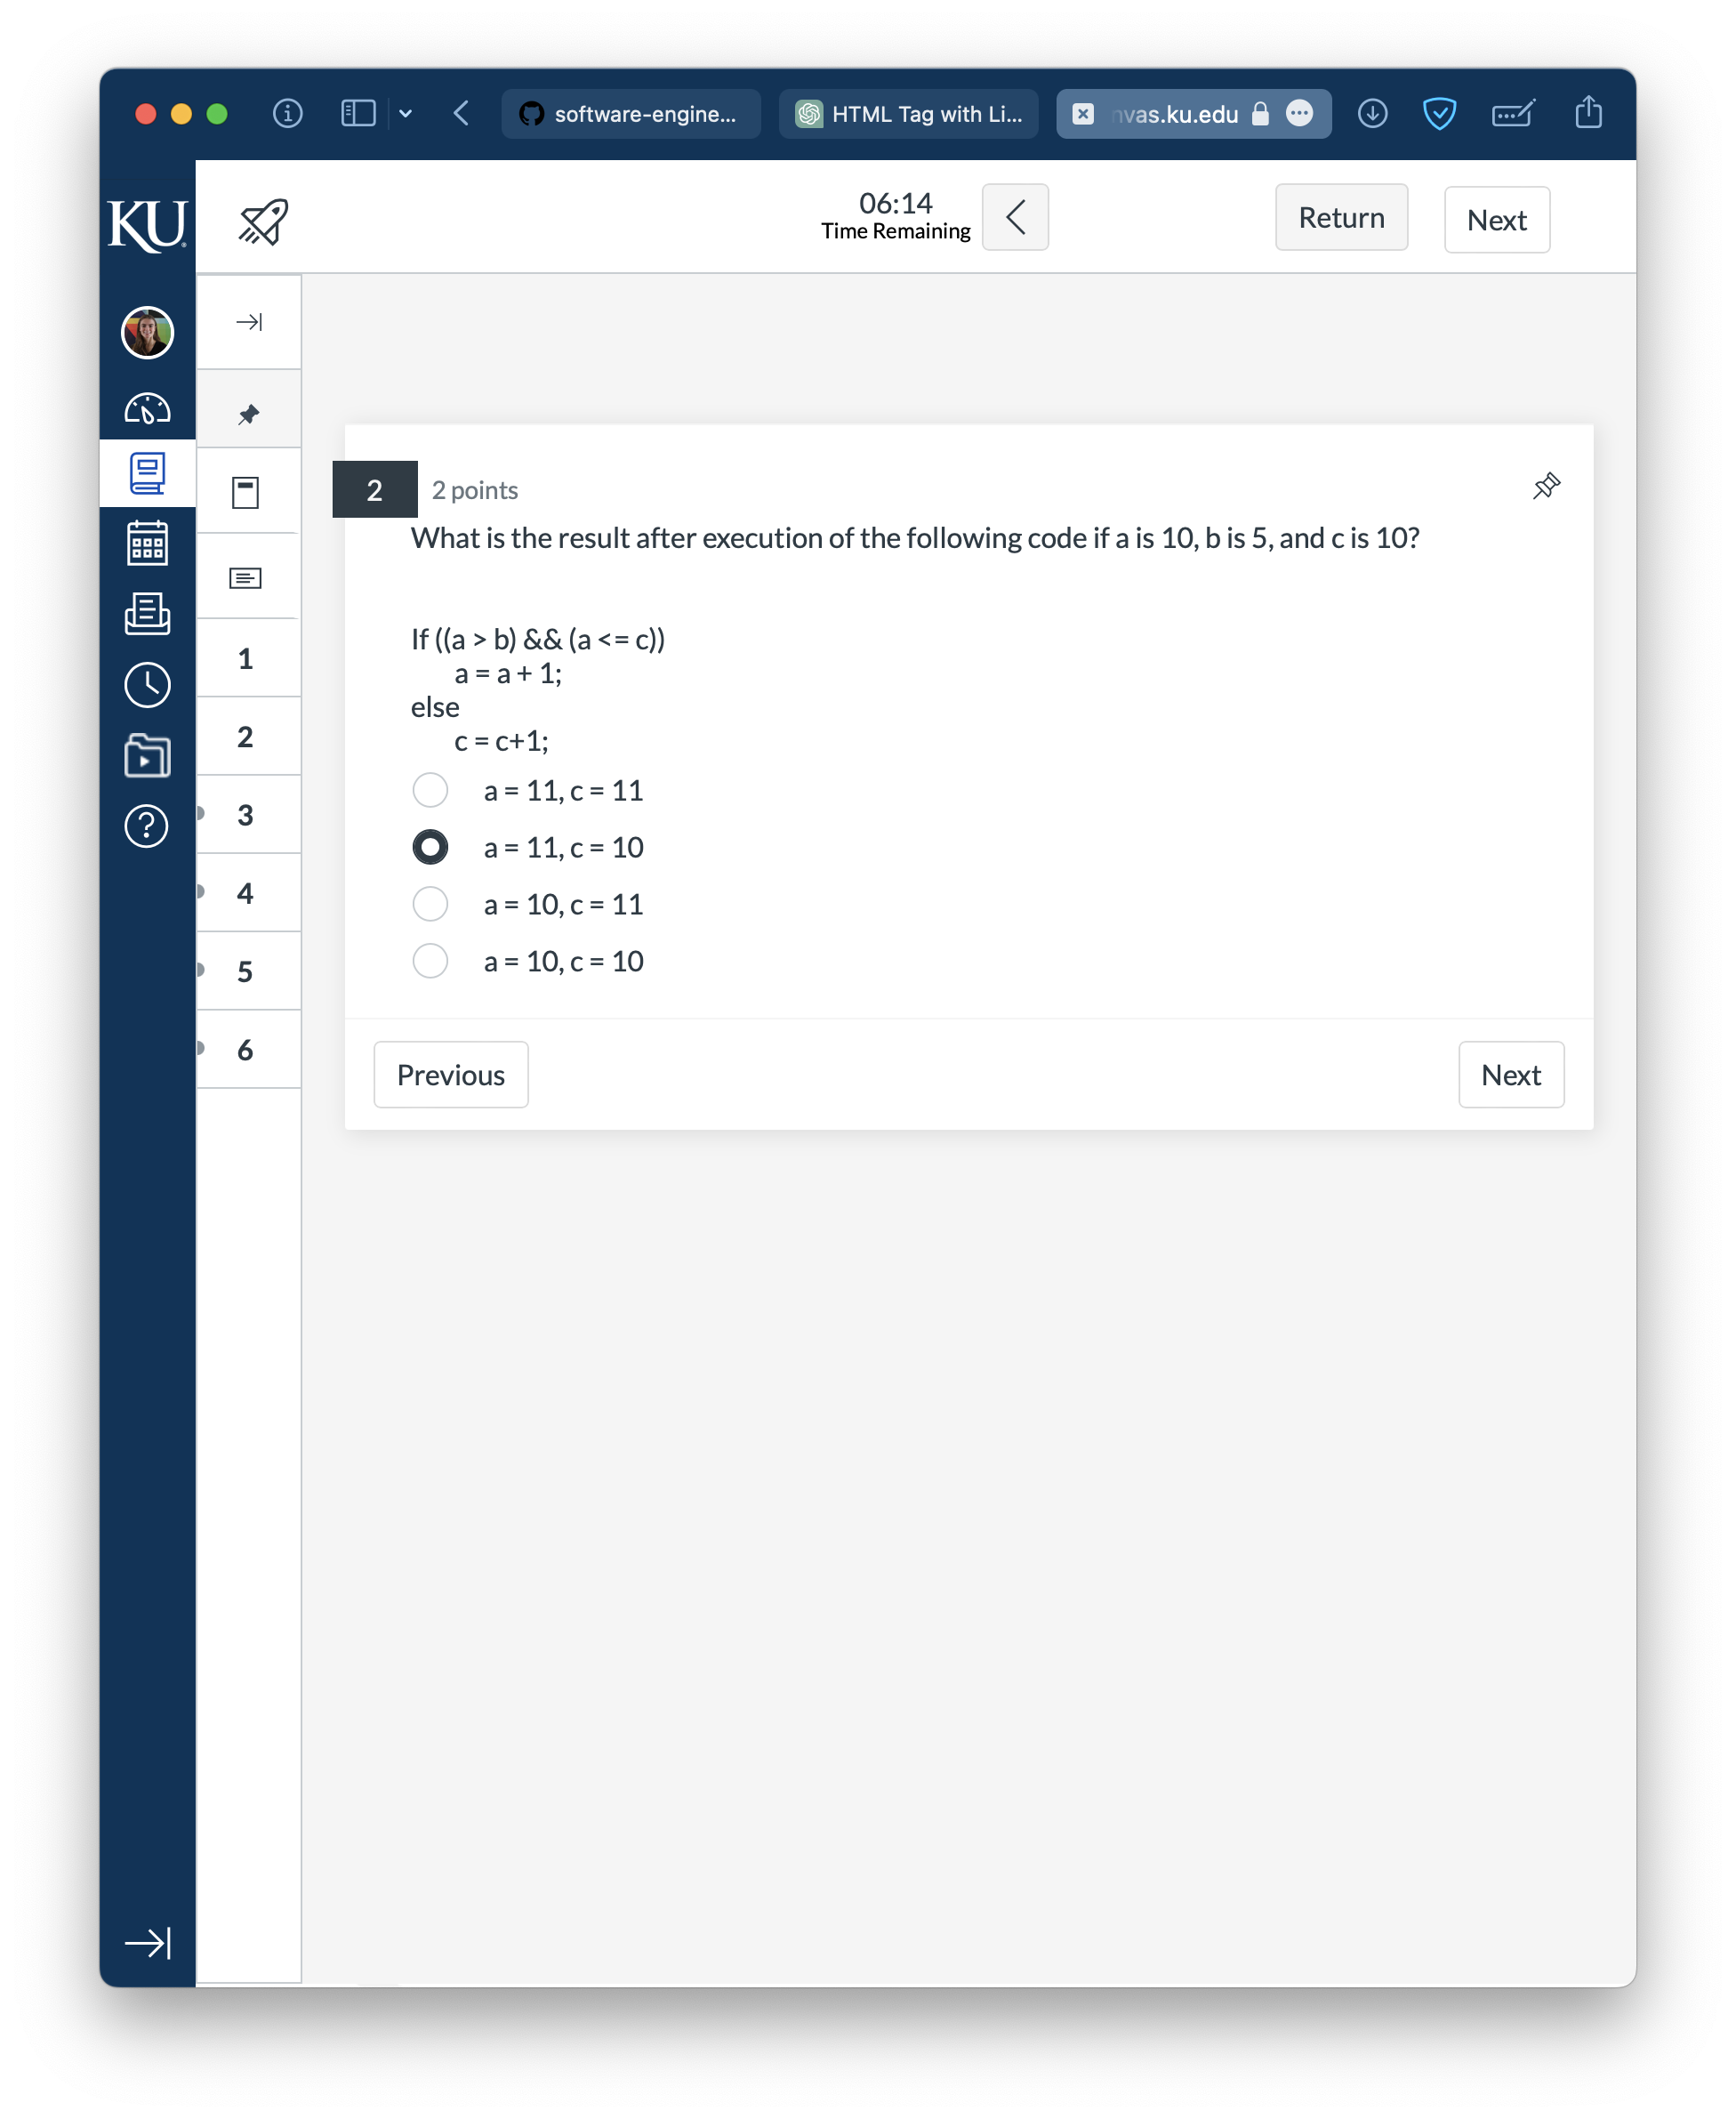 software-engine...
HTML Tag with Li...
nvas.ku.edu
KU
06:14
Time Remaining
Return
Next
2
2 points
What is the result after execution of the following code if a is 10, b is 5, and c is 10?
If ((a > b) && (a <= c))
a = a + 1;
else
c = c+1;
a = 11, c = 11
a = 11, c = 10
a = 10, c = 11
a = 10, c = 10
Previous
Next
1
2
3
4
5
6